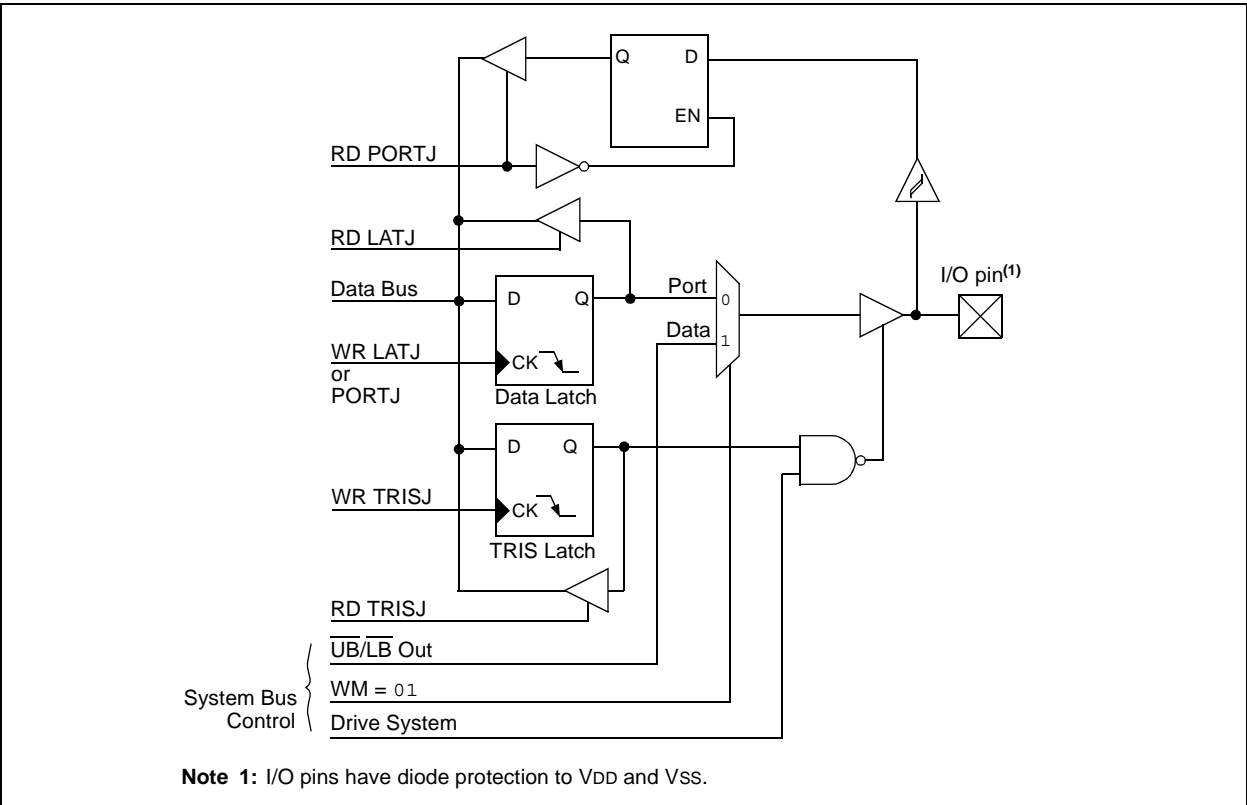 Q
D
EN
RD PORTJ
RD LATJ
Data Bus
D
Q
Port
0
I/O pin(1)
Data
1
WR LATJ
or
PORTJ
CK
Data Latch
D
Q
WR TRISJ
CK
TRIS Latch
RD TRISJ
U̅B̅/L̅B̅ Out
WM = 01
System Bus
Control
Drive System
Note 1: I/O pins have diode protection to VDD and VSS.